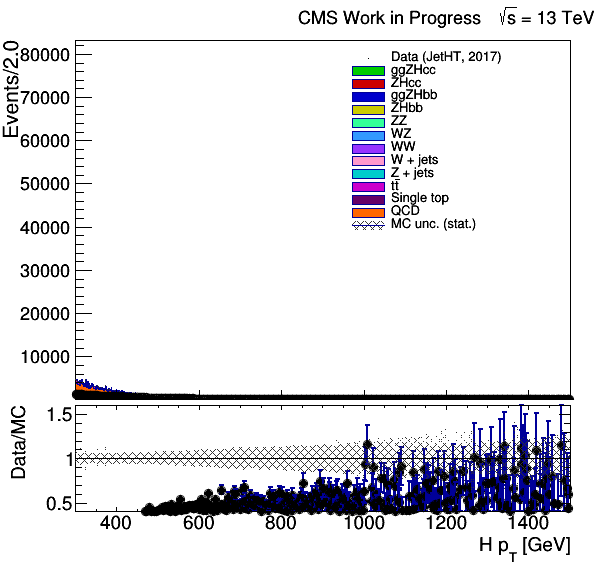 CMS Work in Progress √s = 13 TeV
Events/2.0
80000
70000
60000
50000
40000
30000
20000
10000
Data (JetHT, 2017)
ggZHcc
ZHcc
ggZHbb
ZHbb
ZZ
WZ
WW
W + jets
Z + jets
tt̄
Single top
QCD
MC unc. (stat.)
Data/MC
1.5
1
0.5
400 600 800 1000 1200 1400
H p_T [GeV]